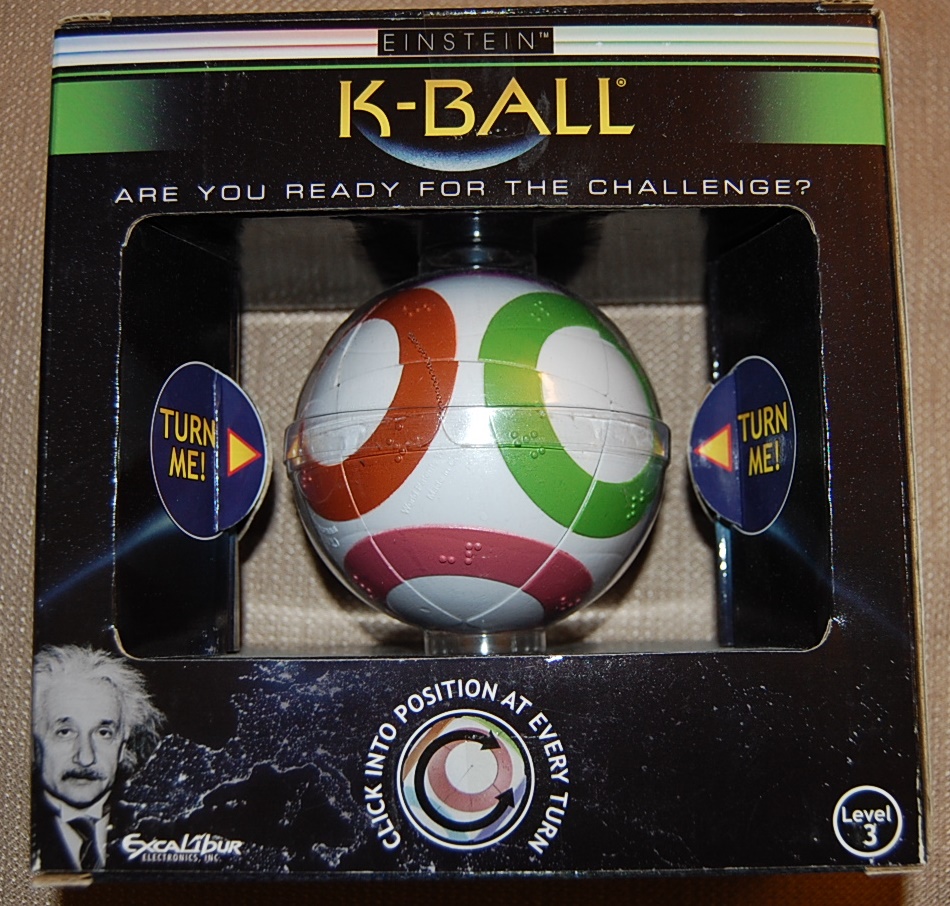 EINSTEIN™
K-BALL®
ARE YOU READY FOR THE CHALLENGE?
TURN
ME!
TURN
ME!
CLICK INTO POSITION AT EVERY TURN
EXCALIBUR
ELECTRONICS, INC.
Level
3